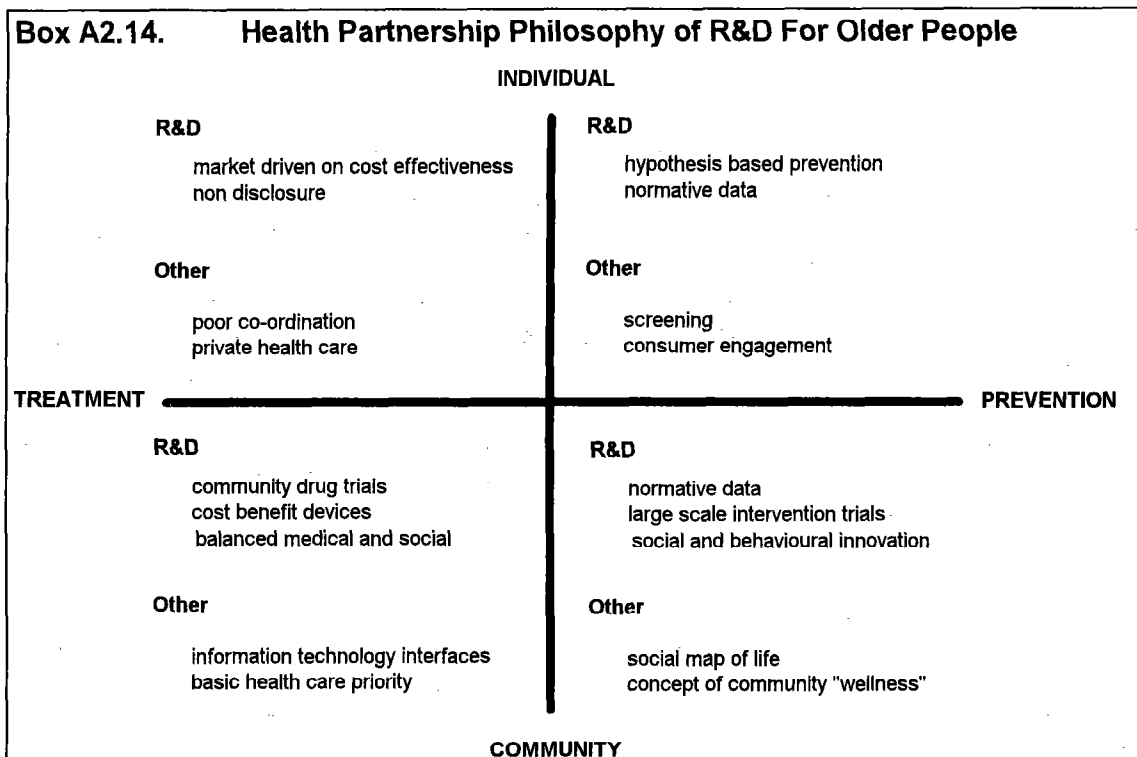 Box A2.14. Health Partnership Philosophy of R&D For Older People
INDIVIDUAL
R&D
market driven on cost effectiveness
non disclosure
Other
poor co-ordination
private health care
R&D
hypothesis based prevention
normative data
Other
screening
consumer engagement
TREATMENT
PREVENTION
R&D
community drug trials
cost benefit devices
balanced medical and social
Other
information technology interfaces
basic health care priority
R&D
normative data
large scale intervention trials
social and behavioural innovation
Other
social map of life
concept of community "wellness"
COMMUNITY